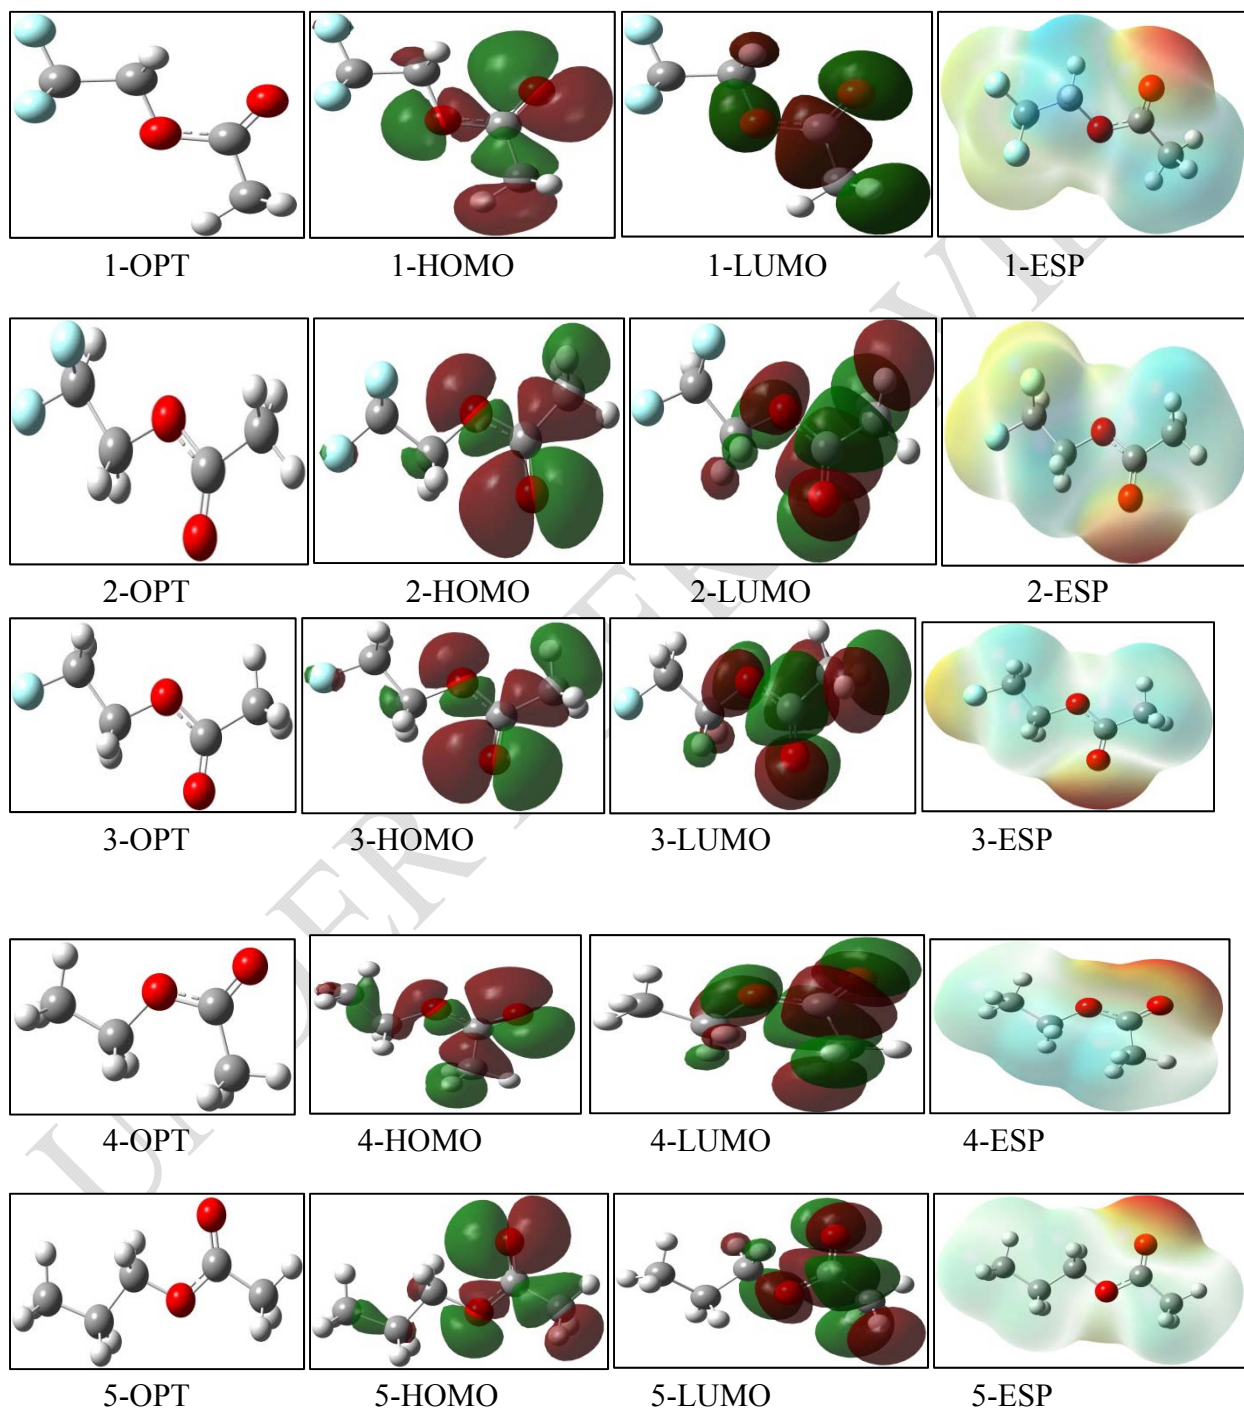 1-OPT 1-HOMO 1-LUMO 1-ESP
2-OPT 2-HOMO 2-LUMO 2-ESP
3-OPT 3-HOMO 3-LUMO 3-ESP
4-OPT 4-HOMO 4-LUMO 4-ESP
5-OPT 5-HOMO 5-LUMO 5-ESP